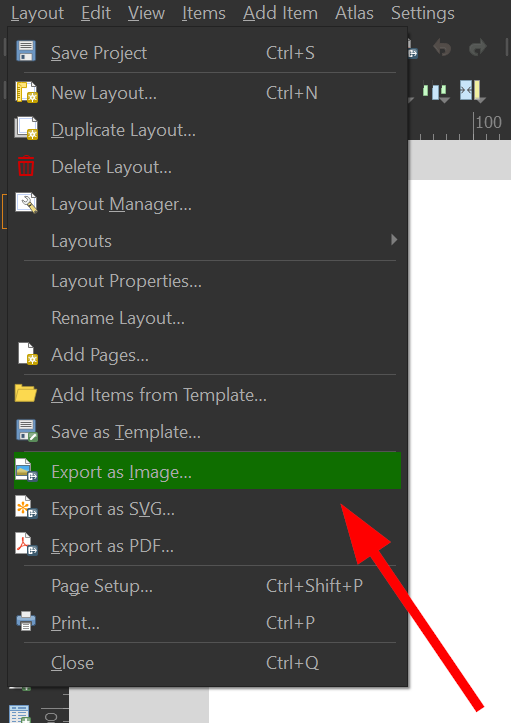 Layout Edit View Items Add Item Atlas Settings
Save Project Ctrl+S
New Layout... Ctrl+N
Duplicate Layout...
Delete Layout...
Layout Manager...
Layouts
Layout Properties...
Rename Layout...
Add Pages...
Add Items from Template...
Save as Template...
Export as Image...
Export as SVG...
Export as PDF...
Page Setup... Ctrl+Shift+P
Print... Ctrl+P
Close Ctrl+Q
100
0